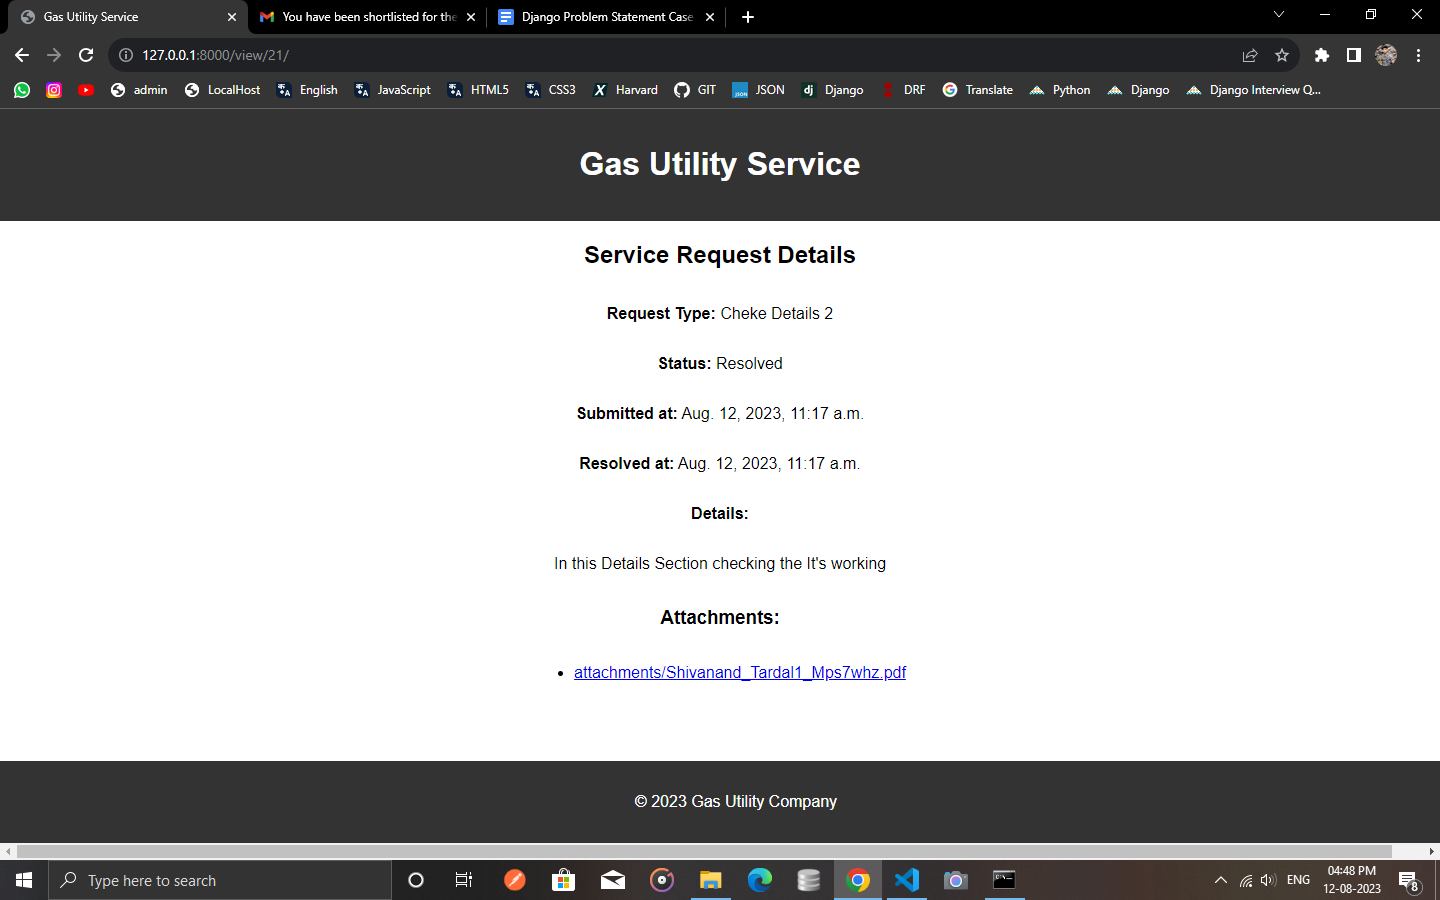 Gas Utility Service
You have been shortlisted for the
Django Problem Statement Case
127.0.0.1:8000/view/21/
admin LocalHost English JavaScript HTML5 CSS3 Harvard GIT JSON Django DRF Translate Python Django Django Interview Q...
Gas Utility Service
Service Request Details
Request Type: Cheke Details 2
Status: Resolved
Submitted at: Aug. 12, 2023, 11:17 a.m.
Resolved at: Aug. 12, 2023, 11:17 a.m.
Details:
In this Details Section checking the It's working
Attachments:
attachments/Shivanand_Tardal1_Mps7whz.pdf
© 2023 Gas Utility Company
Type here to search
ENG
04:48 PM
12-08-2023
8